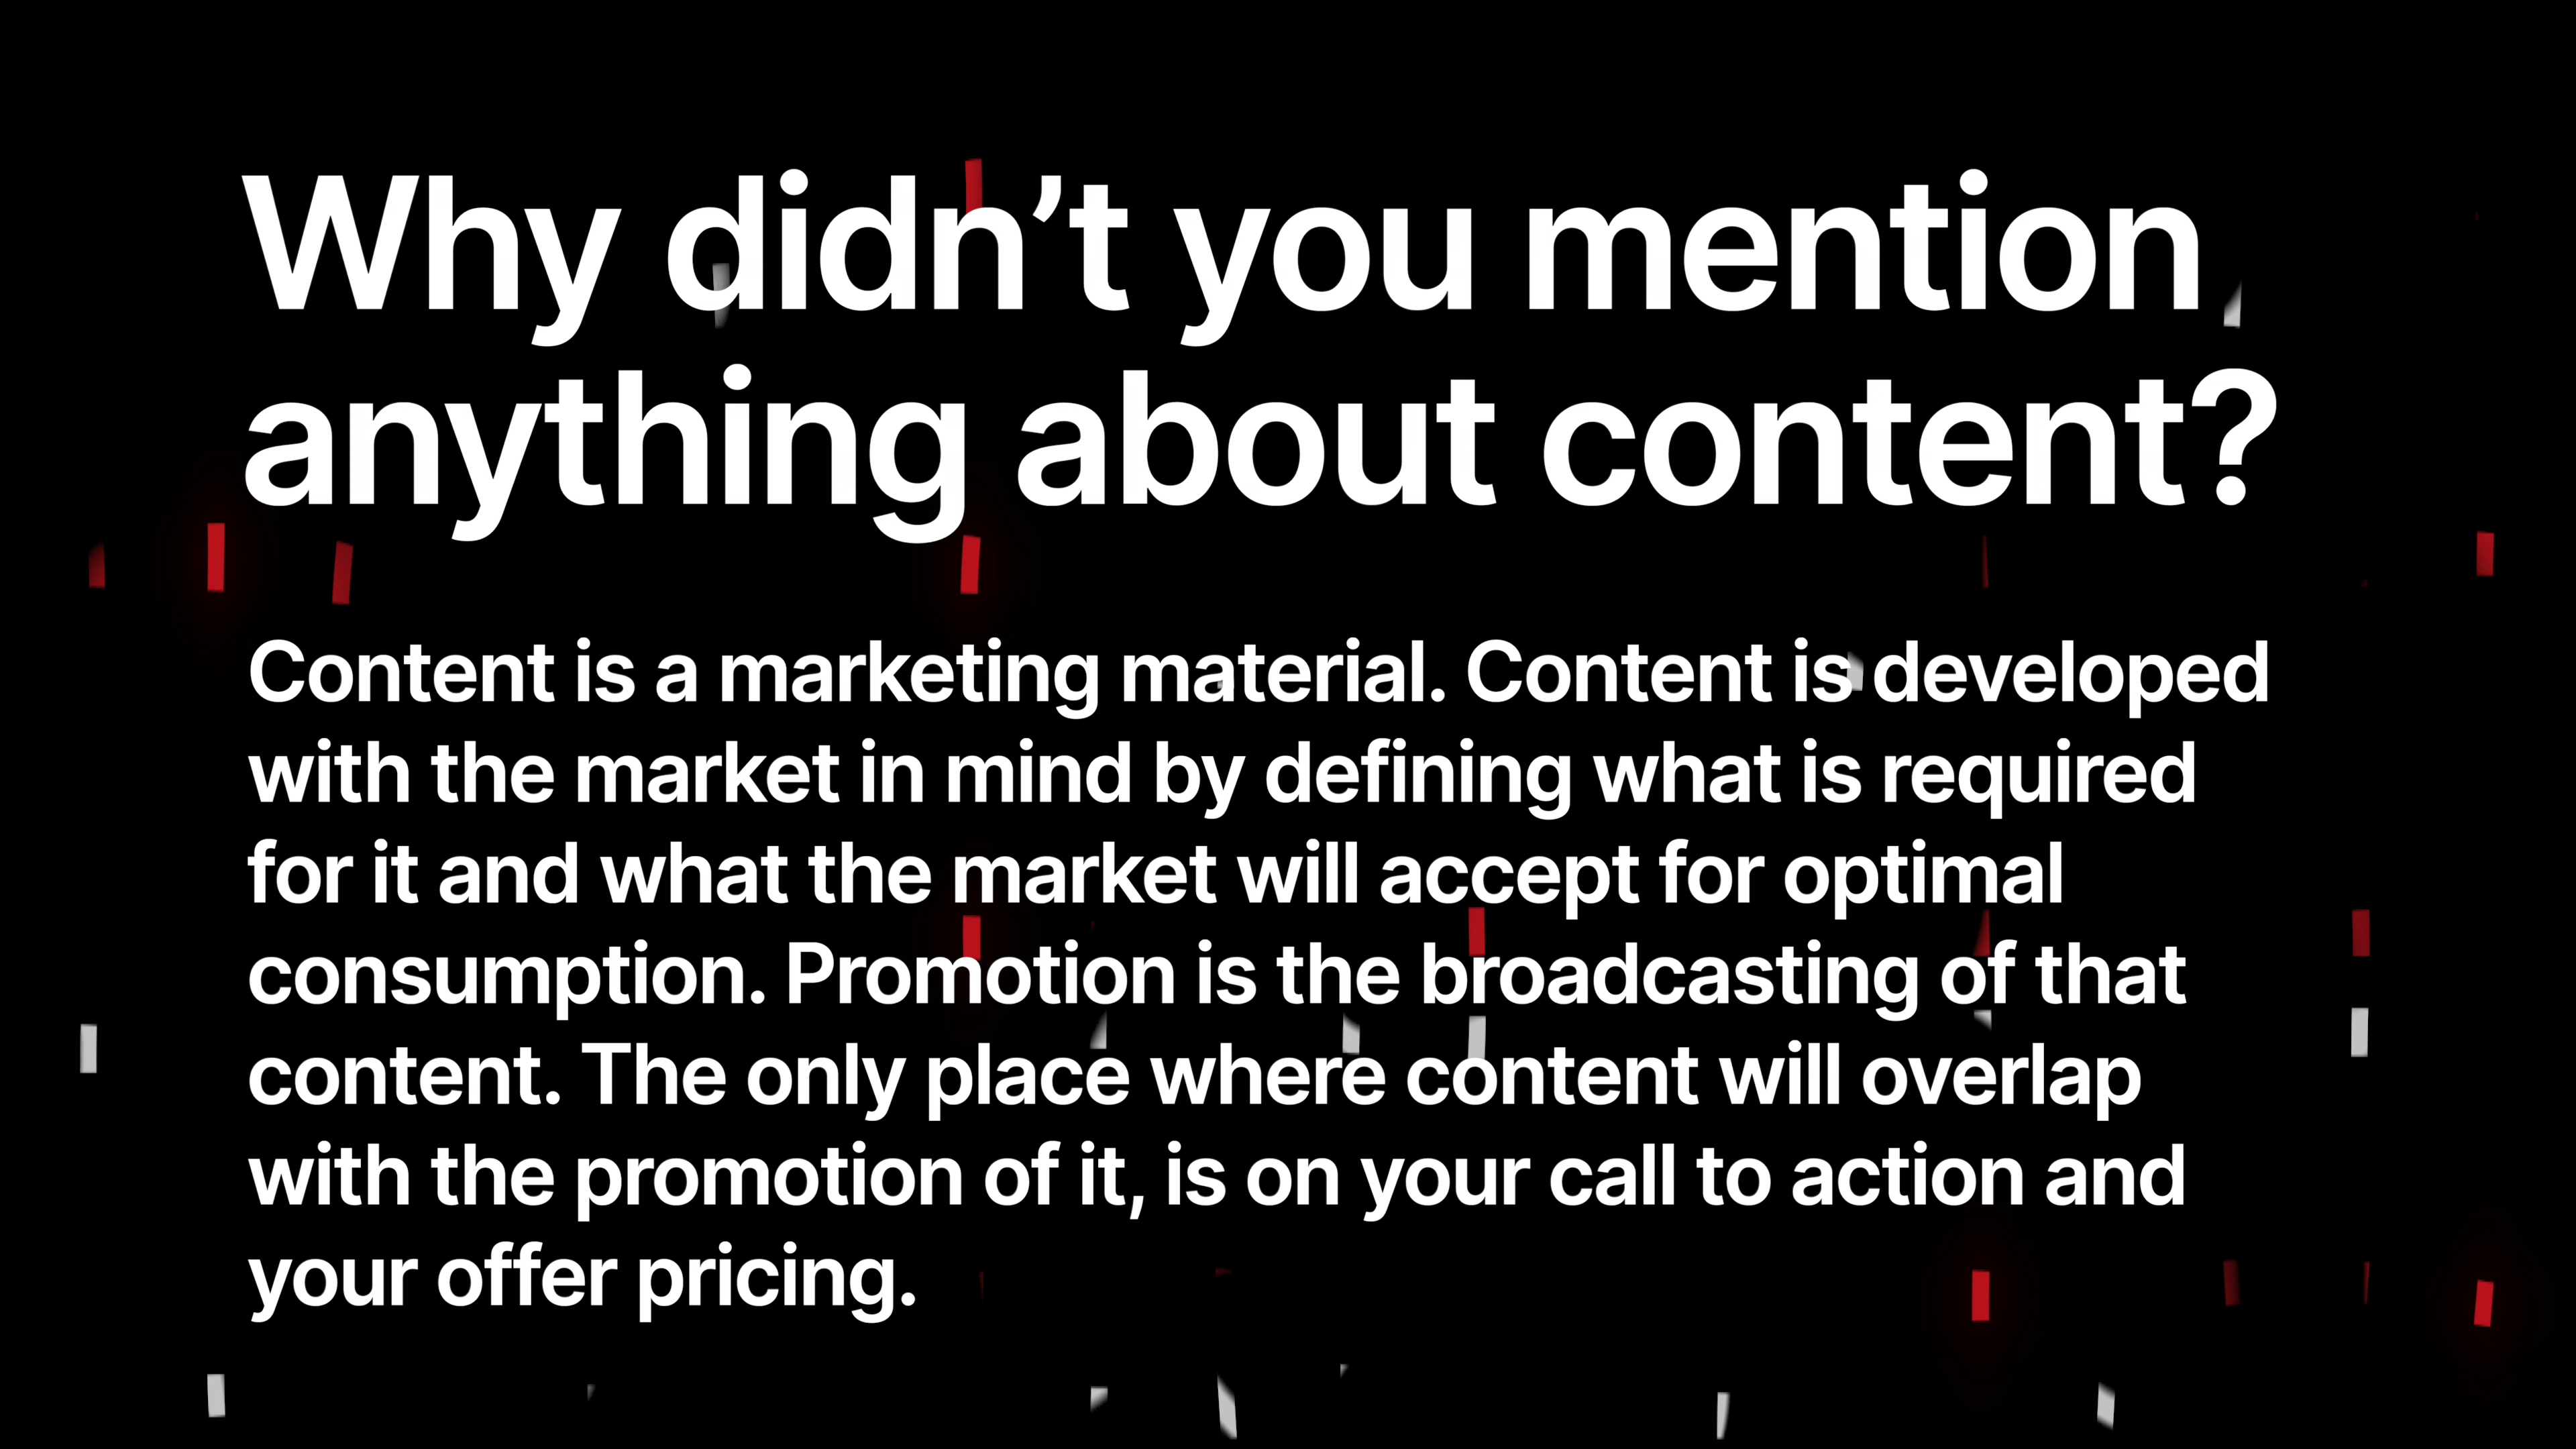 Why didn’t you mention
anything about content?
Content is a marketing material. Content is developed
with the market in mind by defining what is required
for it and what the market will accept for optimal
consumption. Promotion is the broadcasting of that
content. The only place where content will overlap
with the promotion of it, is on your call to action and
your offer pricing.